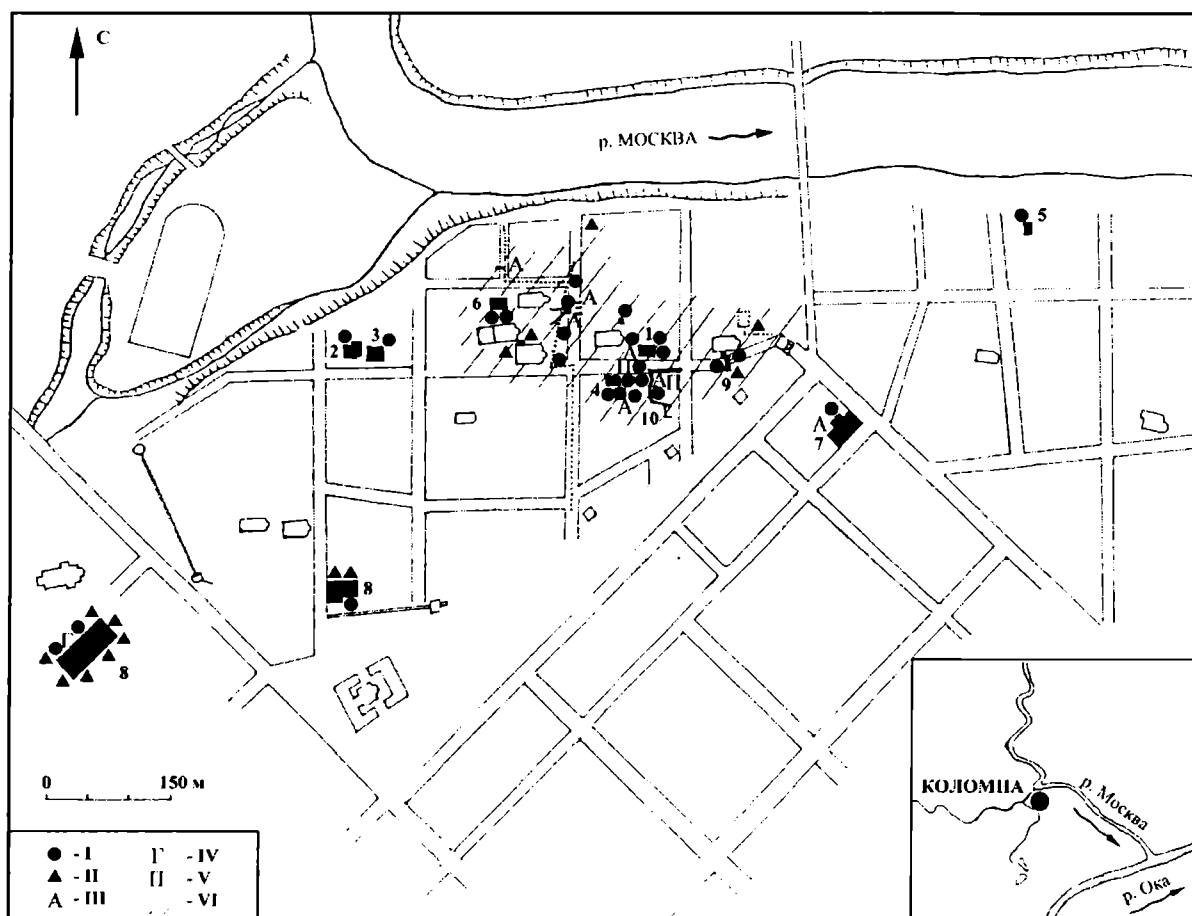 С
р. МОСКВА
5
6
А
А
А
1
2
3
А
П
4
А
П
А
10
9
Г
А
7
8
Г
8
0 150 м
● - I Г - IV
▲ - II П - V
А - III - VI
КОЛОМНА
р. Москва
р. Ока